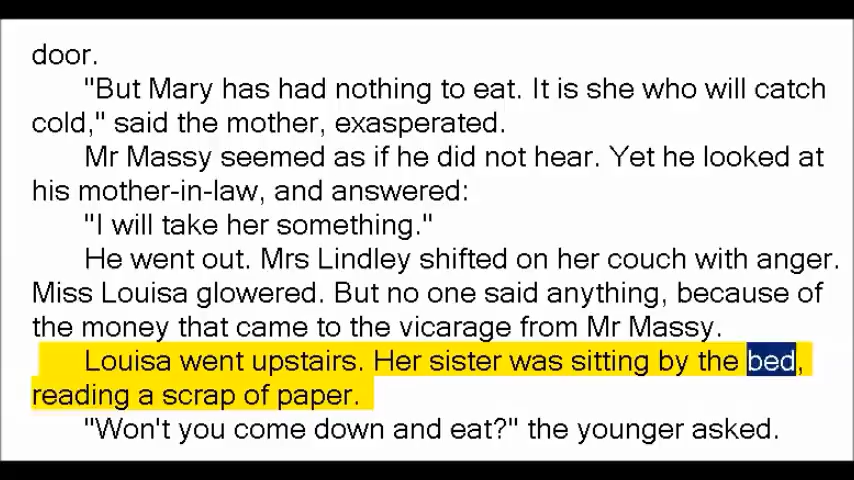 door.
"But Mary has had nothing to eat. It is she who will catch
cold," said the mother, exasperated.
Mr Massy seemed as if he did not hear. Yet he looked at
his mother-in-law, and answered:
"I will take her something."
He went out. Mrs Lindley shifted on her couch with anger.
Miss Louisa glowered. But no one said anything, because of
the money that came to the vicarage from Mr Massy.
Louisa went upstairs. Her sister was sitting by the bed,
reading a scrap of paper.
"Won't you come down and eat?" the younger asked.